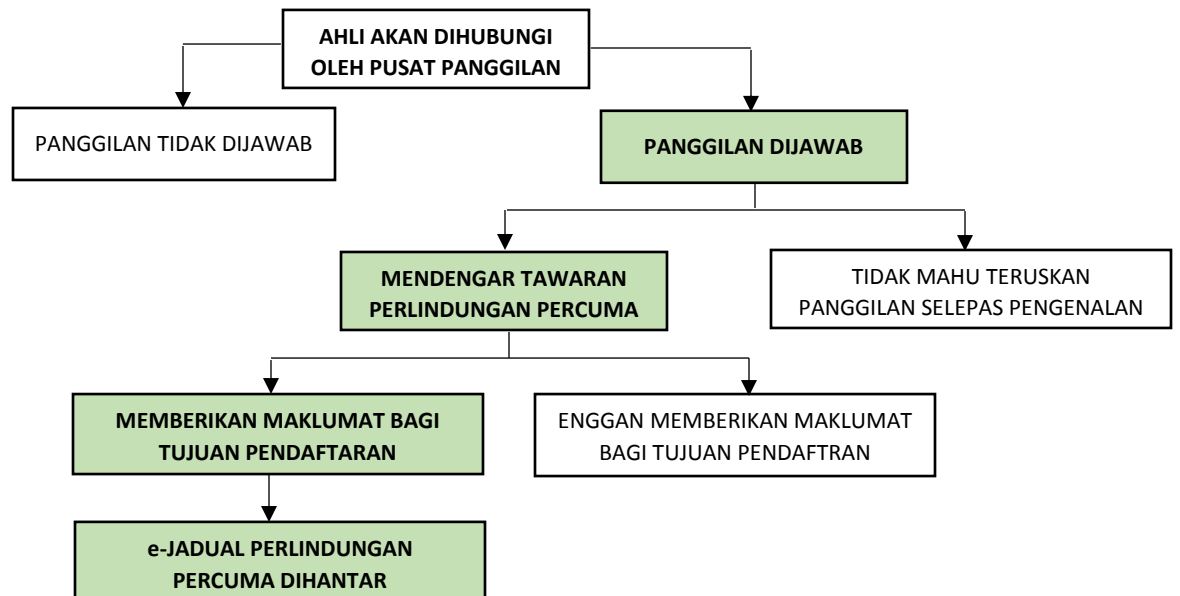 AHLI AKAN DIHUBUNGI
OLEH PUSAT PANGGILAN
PANGGILAN TIDAK DIJAWAB
PANGGILAN DIJAWAB
MENDENGAR TAWARAN
PERLINDUNGAN PERCUMA
TIDAK MAHU TERUSKAN
PANGGILAN SELEPAS PENGENALAN
MEMBERIKAN MAKLUMAT BAGI
TUJUAN PENDAFTARAN
ENGGAN MEMBERIKAN MAKLUMAT
BAGI TUJUAN PENDAFTRAN
e-JADUAL PERLINDUNGAN
PERCUMA DIHANTAR